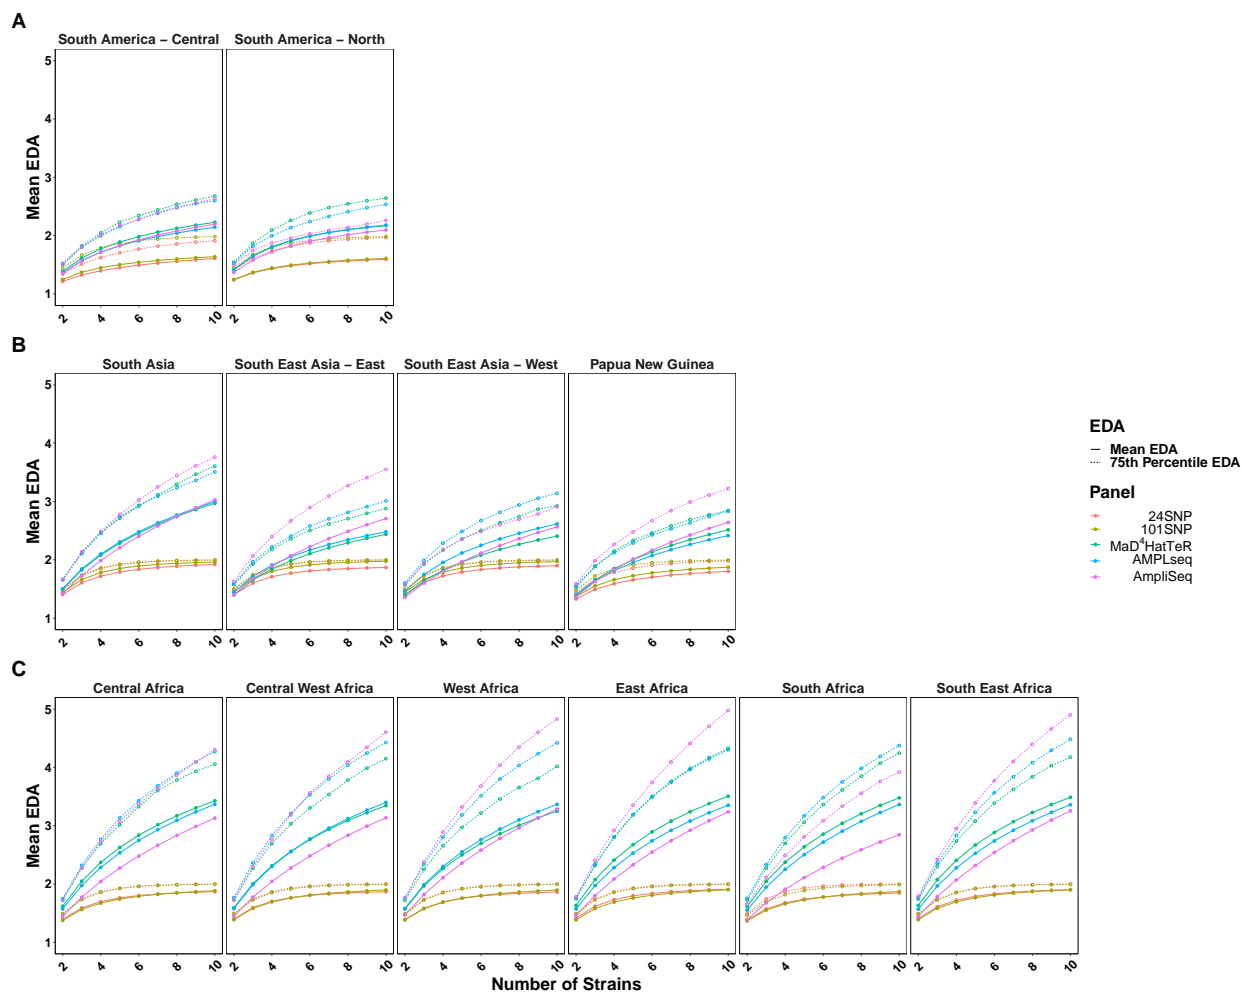 A
South America – Central
South America – North
Mean EDA
5
4
3
2
1
2 4 6 8 10
2 4 6 8 10
B
South Asia
South East Asia – East
South East Asia – West
Papua New Guinea
Mean EDA
5
4
3
2
1
2 4 6 8 10
2 4 6 8 10
2 4 6 8 10
2 4 6 8 10
EDA
Mean EDA
75th Percentile EDA
Panel
24SNP
101SNP
MaD⁴HatTeR
AMPLseq
AmpliSeq
C
Central Africa
Central West Africa
West Africa
East Africa
South Africa
South East Africa
Mean EDA
5
4
3
2
1
2 4 6 8 10
2 4 6 8 10
2 4 6 8 10
2 4 6 8 10
2 4 6 8 10
2 4 6 8 10
Number of Strains